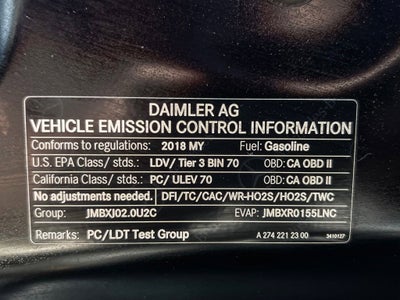 DAIMLER AG
VEHICLE EMISSION CONTROL INFORMATION
Conforms to regulations: 2018 MY Fuel: Gasoline
U.S. EPA Class/ stds.: LDV/ Tier 3 BIN 70 OBD: CA OBD II
California Class/ stds.: PC/ ULEV 70 OBD: CA OBD II
No adjustments needed. DFI/TC/CAC/WR-HO2S/HO2S/TWC
Group: JMBXJ02.0U2C EVAP: JMBXR0155LNC
Remarks: PC/LDT Test Group A 274 221 23 00 3410127